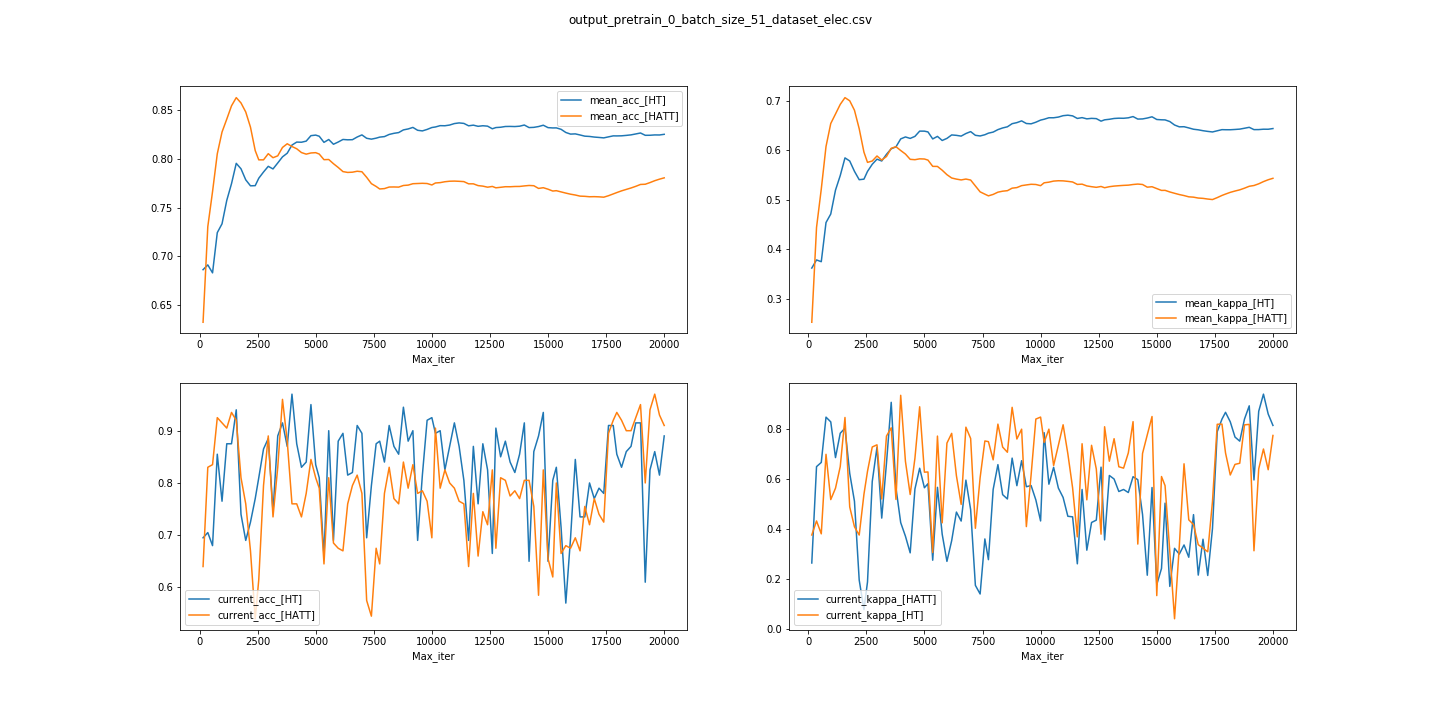 output_pretrain_0_batch_size_51_dataset_elec.csv
0.85
0.80
0.75
0.70
0.65
mean_acc_[HT]
mean_acc_[HATT]
0 2500 5000 7500 10000 12500 15000 17500 20000
Max_iter
0.7
0.6
0.5
0.4
0.3
mean_kappa_[HT]
mean_kappa_[HATT]
0 2500 5000 7500 10000 12500 15000 17500 20000
Max_iter
0.9
0.8
0.7
0.6
current_acc_[HT]
current_acc_[HATT]
0 2500 5000 7500 10000 12500 15000 17500 20000
Max_iter
0.8
0.6
0.4
0.2
0.0
current_kappa_[HATT]
current_kappa_[HT]
0 2500 5000 7500 10000 12500 15000 17500 20000
Max_iter